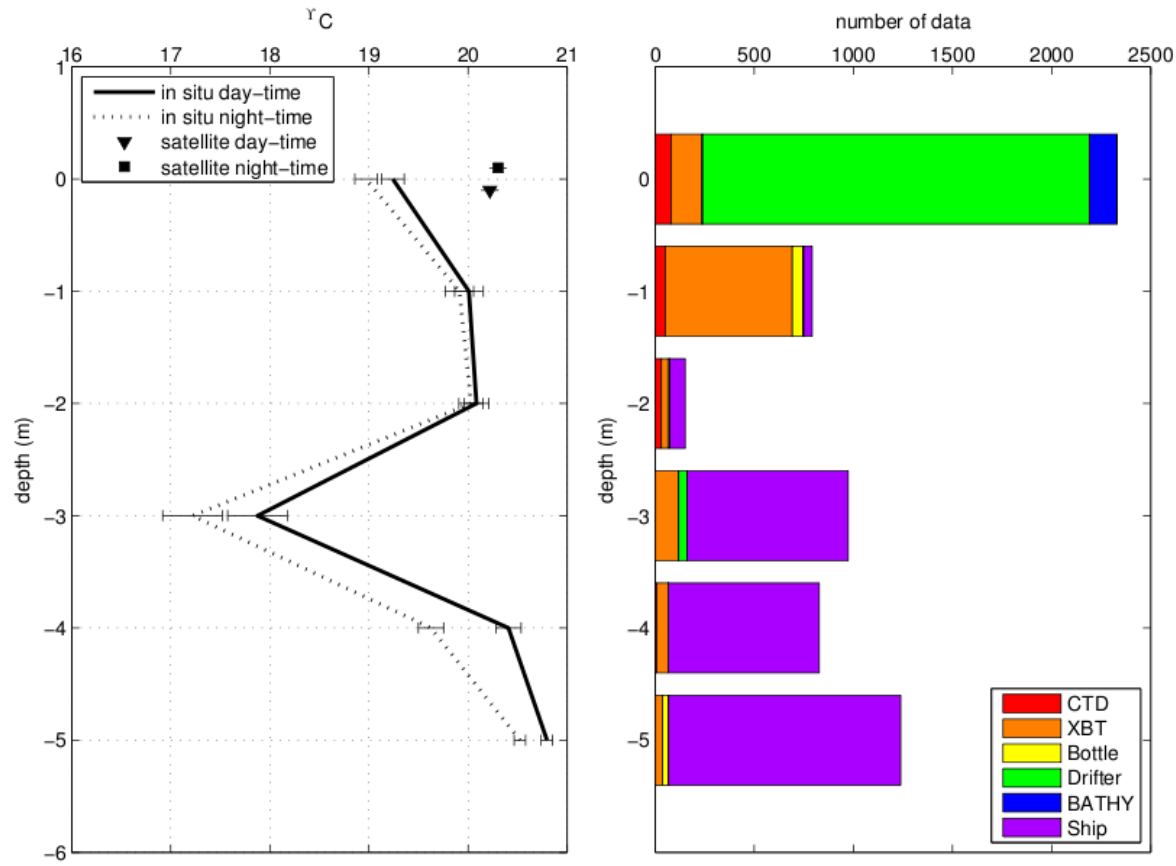 ϒC
16 17 18 19 20 21
1
0
−1
−2
−3
−4
−5
−6
depth (m)
in situ day−time
in situ night−time
satellite day−time
satellite night−time
number of data
0 500 1000 1500 2000 2500
0
−1
−2
−3
−4
−5
depth (m)
CTD
XBT
Bottle
Drifter
BATHY
Ship